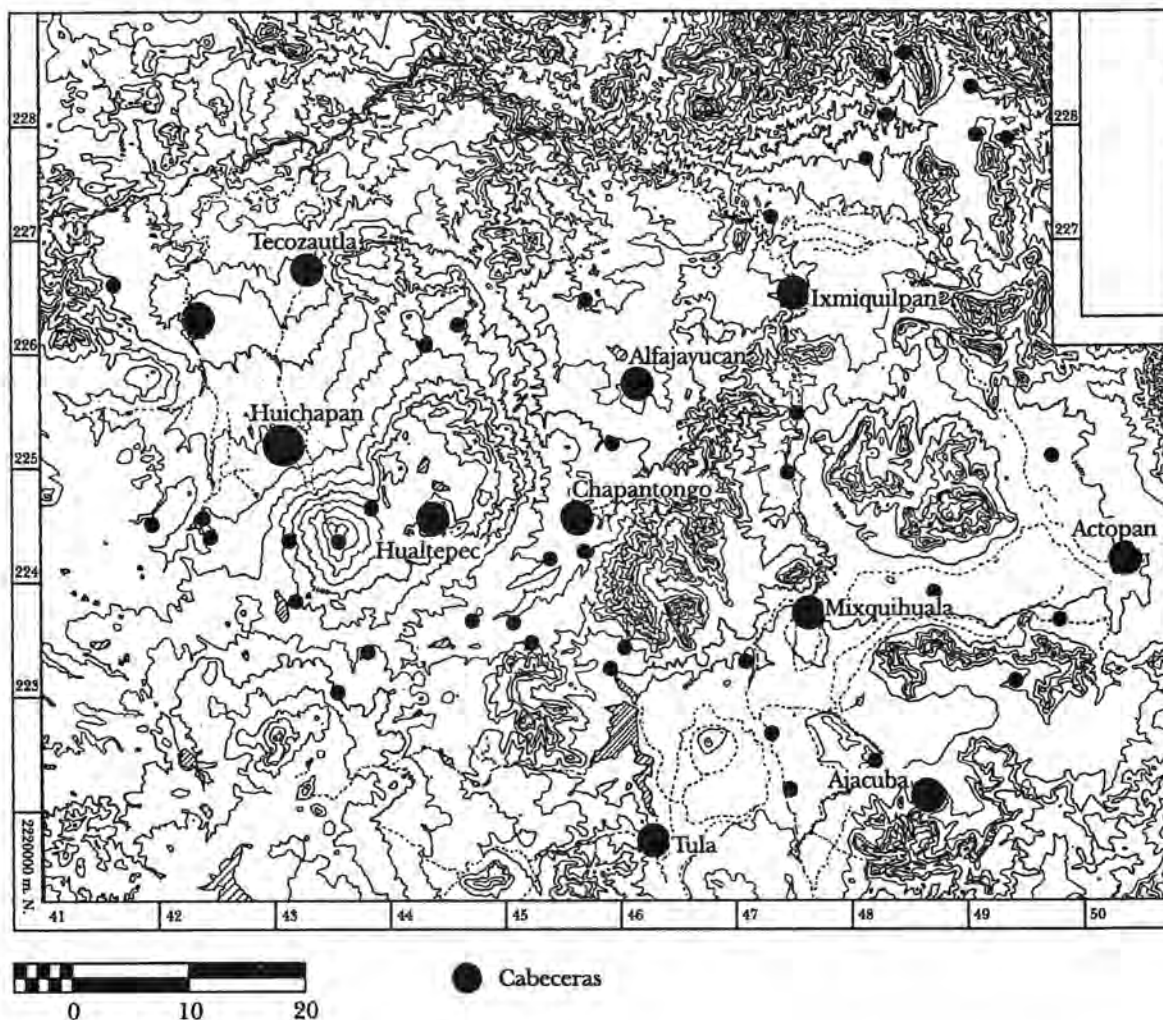 228
228
227
Tecozautla
227
Ixmiquilpan
226
Alfajayucan
Huichapan
225
Chapantongo
Actopan
Hualtepec
224
Mixquihuala
223
Ajacuba
Tula
2220000 m. N.
41
42
43
44
45
46
47
48
49
50
Cabeceras
0
10
20